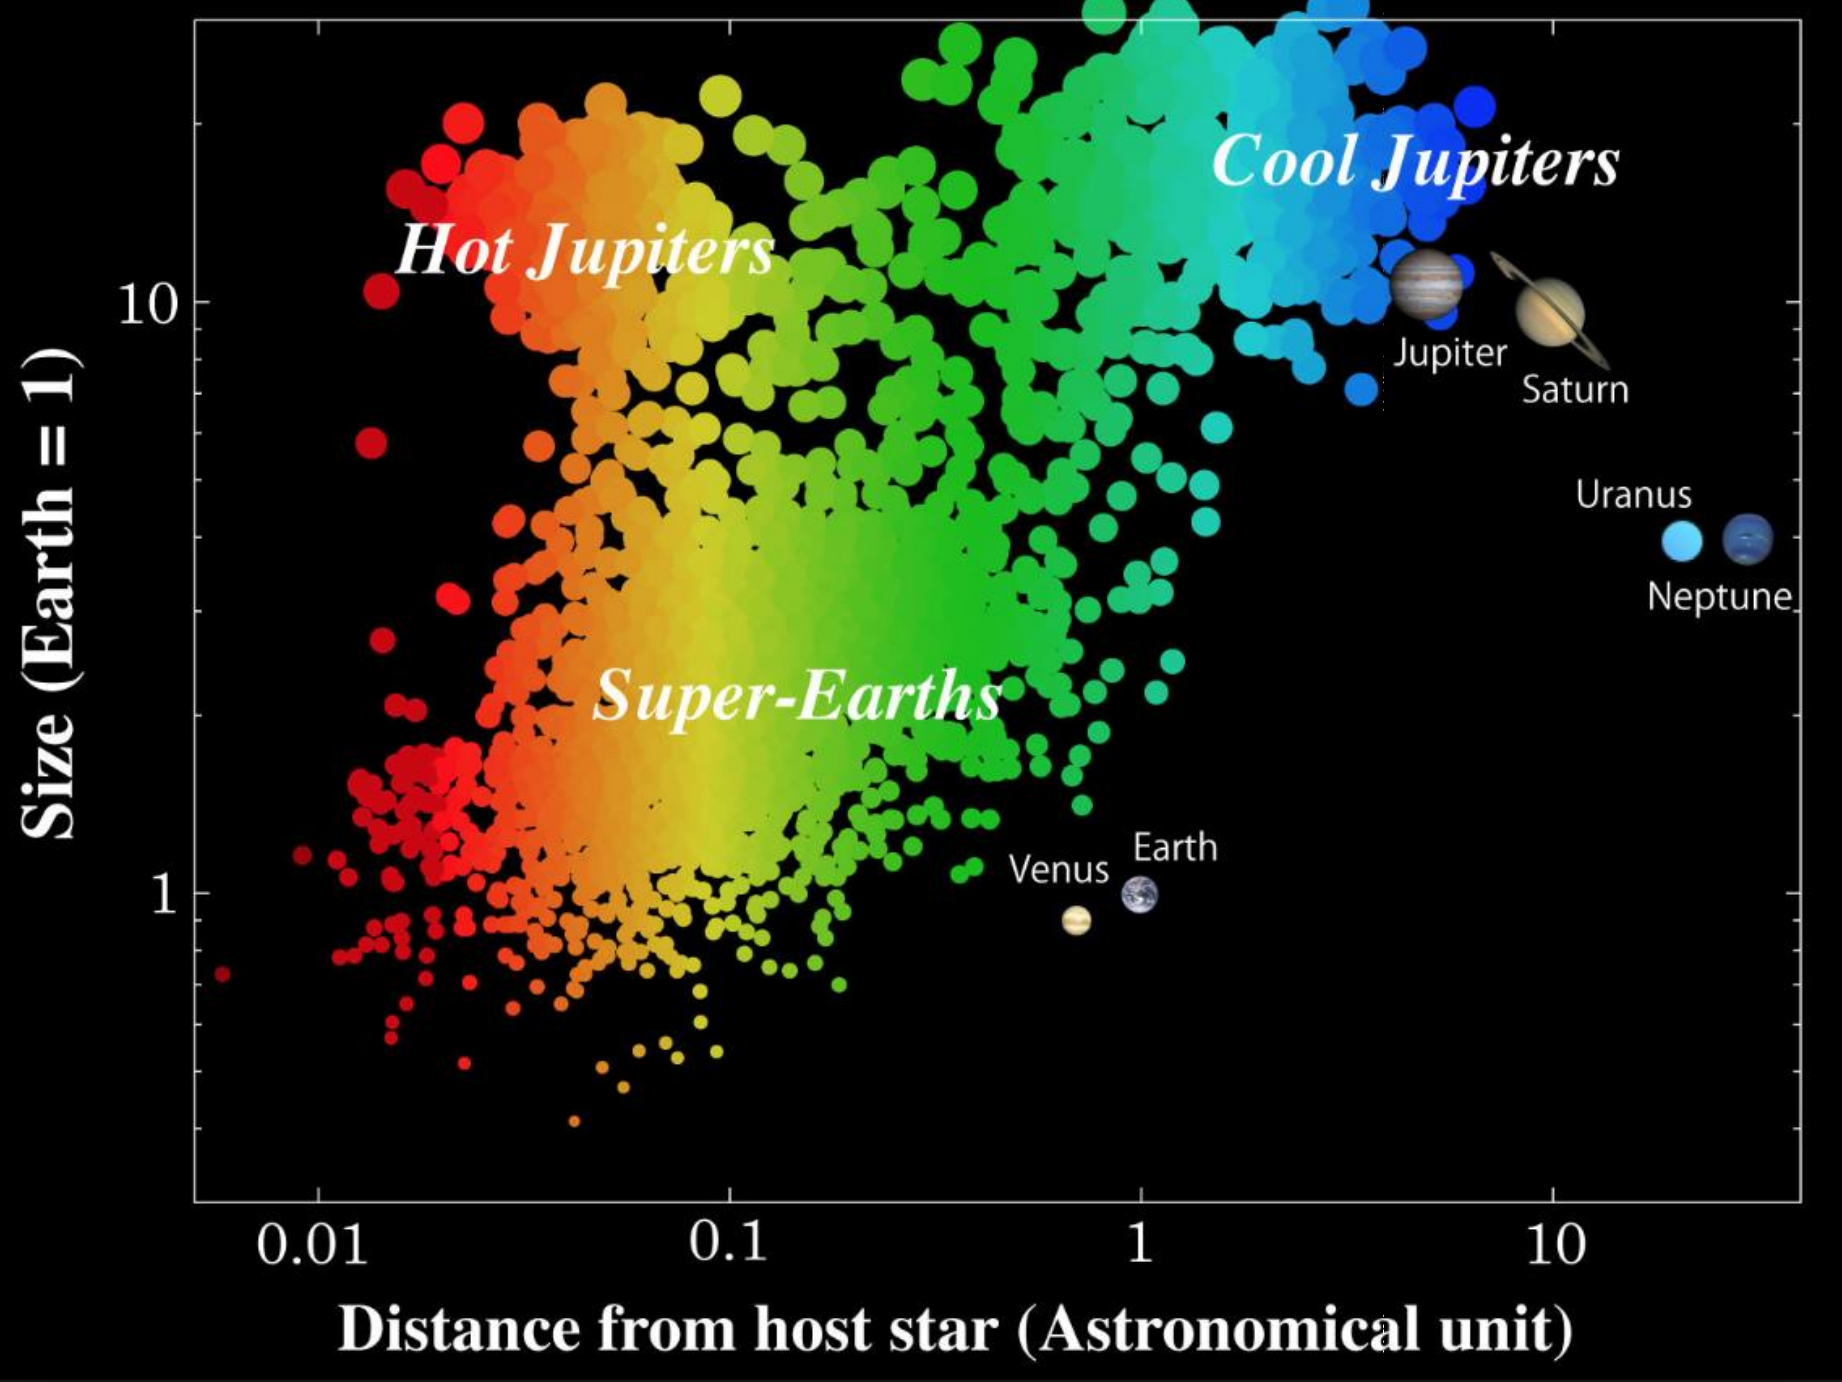 Cool Jupiters
Hot Jupiters
10
Jupiter
Saturn
Size (Earth = 1)
Uranus
Neptune
Super-Earths
Earth
Venus
1
0.01
0.1
1
10
Distance from host star (Astronomical unit)